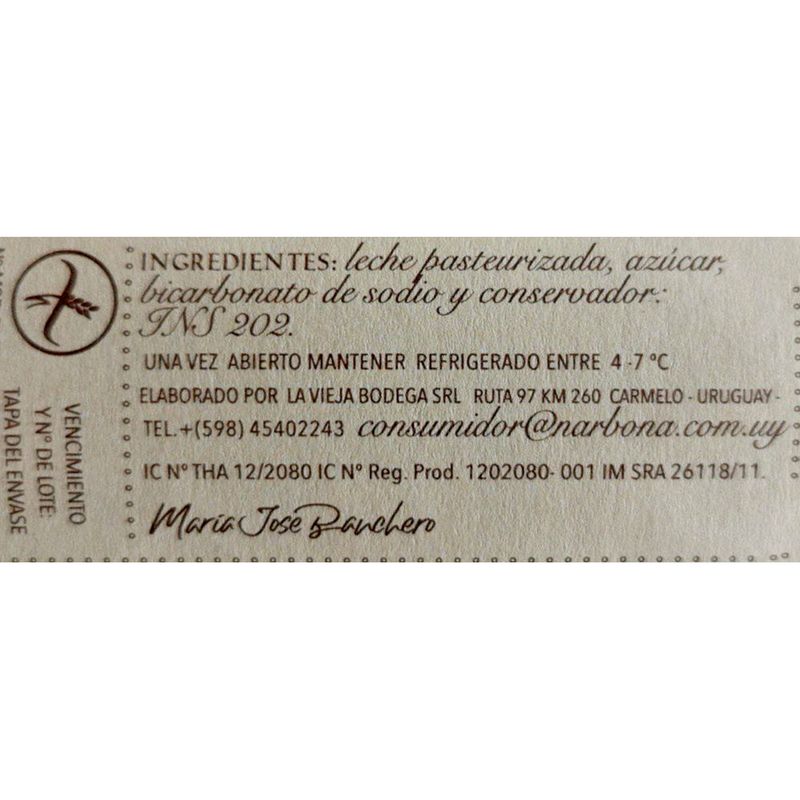 INGREDIENTES: leche pasteurizada, azúcar,
bicarbonato de sodio y conservador:
INS 202.
UNA VEZ ABIERTO MANTENER REFRIGERADO ENTRE 4 -7 °C
ELABORADO POR LA VIEJA BODEGA SRL RUTA 97 KM 260 CARMELO - URUGUAY -
TEL.+(598) 45402243 consumidor@narbona.com.uy
IC N° THA 12/2080 IC N° Reg. Prod. 1202080- 001 IM SRA 26118/11.
María José Banchero
VENCIMIENTO
Y N° DE LOTE:
TAPA DEL ENVASE